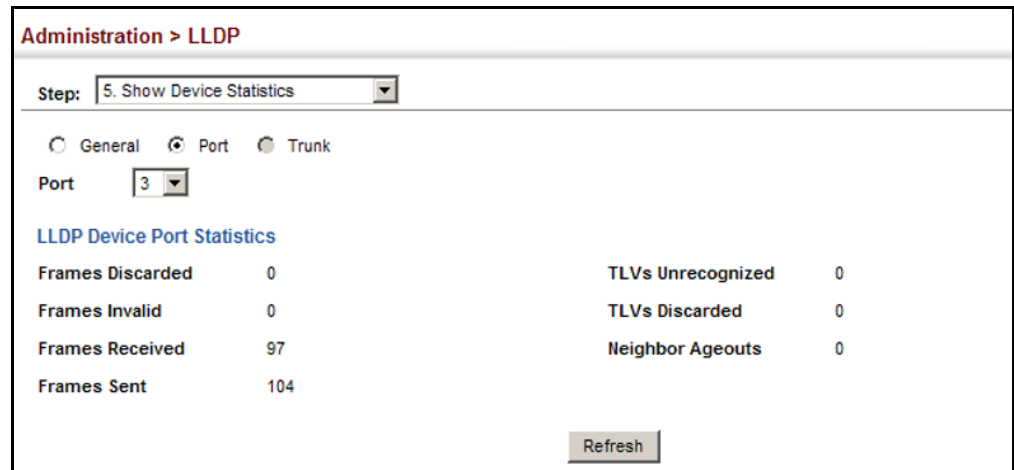 Administration > LLDP
Step: 5. Show Device Statistics
General Port Trunk
Port 3
LLDP Device Port Statistics
Frames Discarded 0 TLVs Unrecognized 0
Frames Invalid 0 TLVs Discarded 0
Frames Received 97 Neighbor Ageouts 0
Frames Sent 104
Refresh